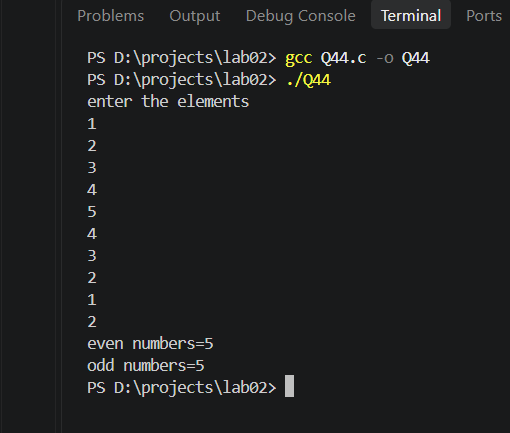 Problems Output Debug Console Terminal Ports
PS D:\projects\lab02> gcc Q44.c -o Q44
PS D:\projects\lab02> ./Q44
enter the elements
1
2
3
4
5
4
3
2
1
2
even numbers=5
odd numbers=5
PS D:\projects\lab02>